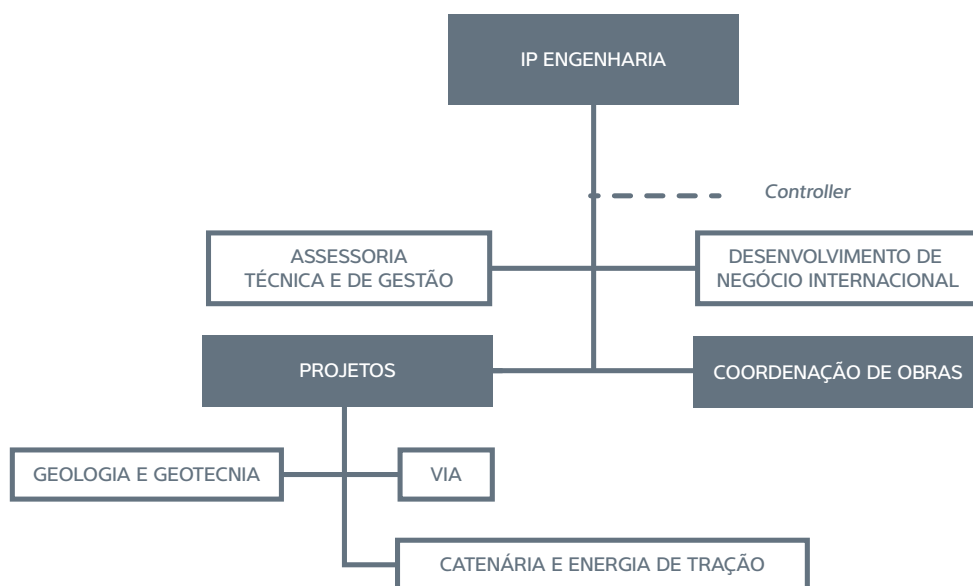 IP ENGENHARIA
Controller
ASSESSORIA
TÉCNICA E DE GESTÃO
DESENVOLVIMENTO DE
NEGÓCIO INTERNACIONAL
PROJETOS
COORDENAÇÃO DE OBRAS
GEOLOGIA E GEOTECNIA
VIA
CATENÁRIA E ENERGIA DE TRAÇÃO